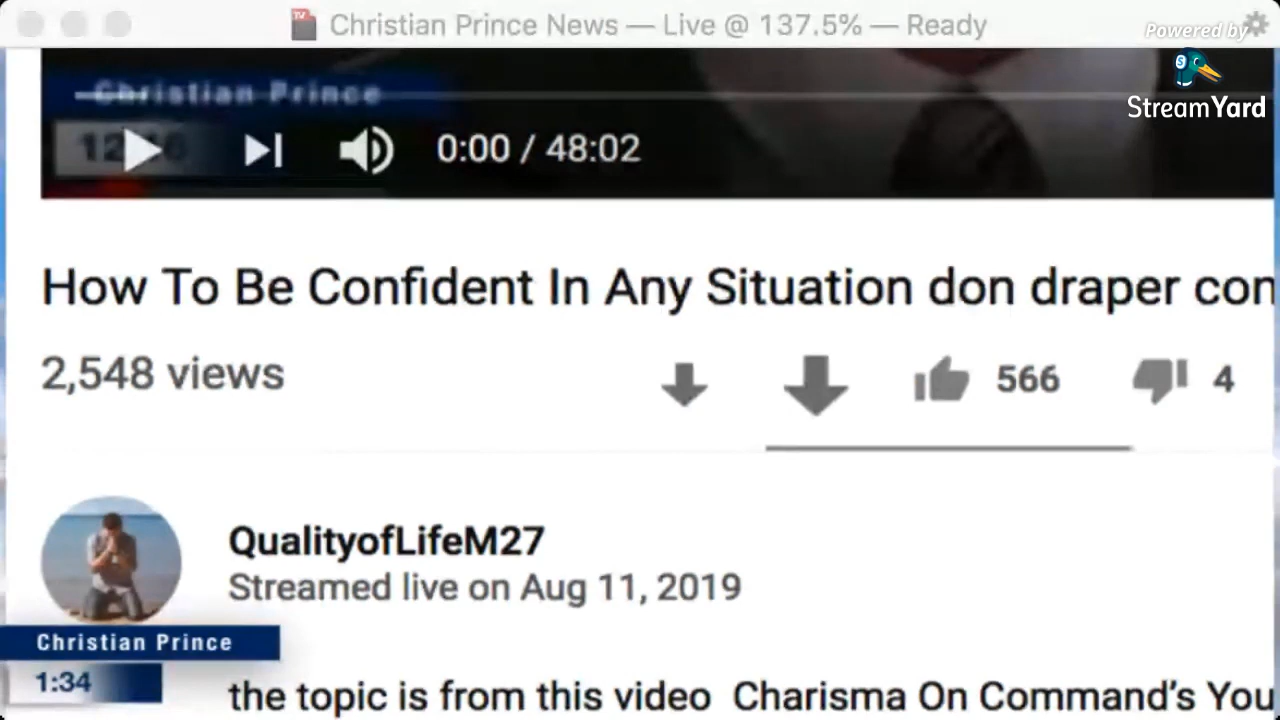 Christian Prince News — Live @ 137.5% — Ready
Powered by
StreamYard
Christian Prince
0:00 / 48:02
How To Be Confident In Any Situation don draper con
2,548 views
566
4
QualityofLifeM27
Streamed live on Aug 11, 2019
Christian Prince
1:34
the topic is from this video Charisma On Command's You